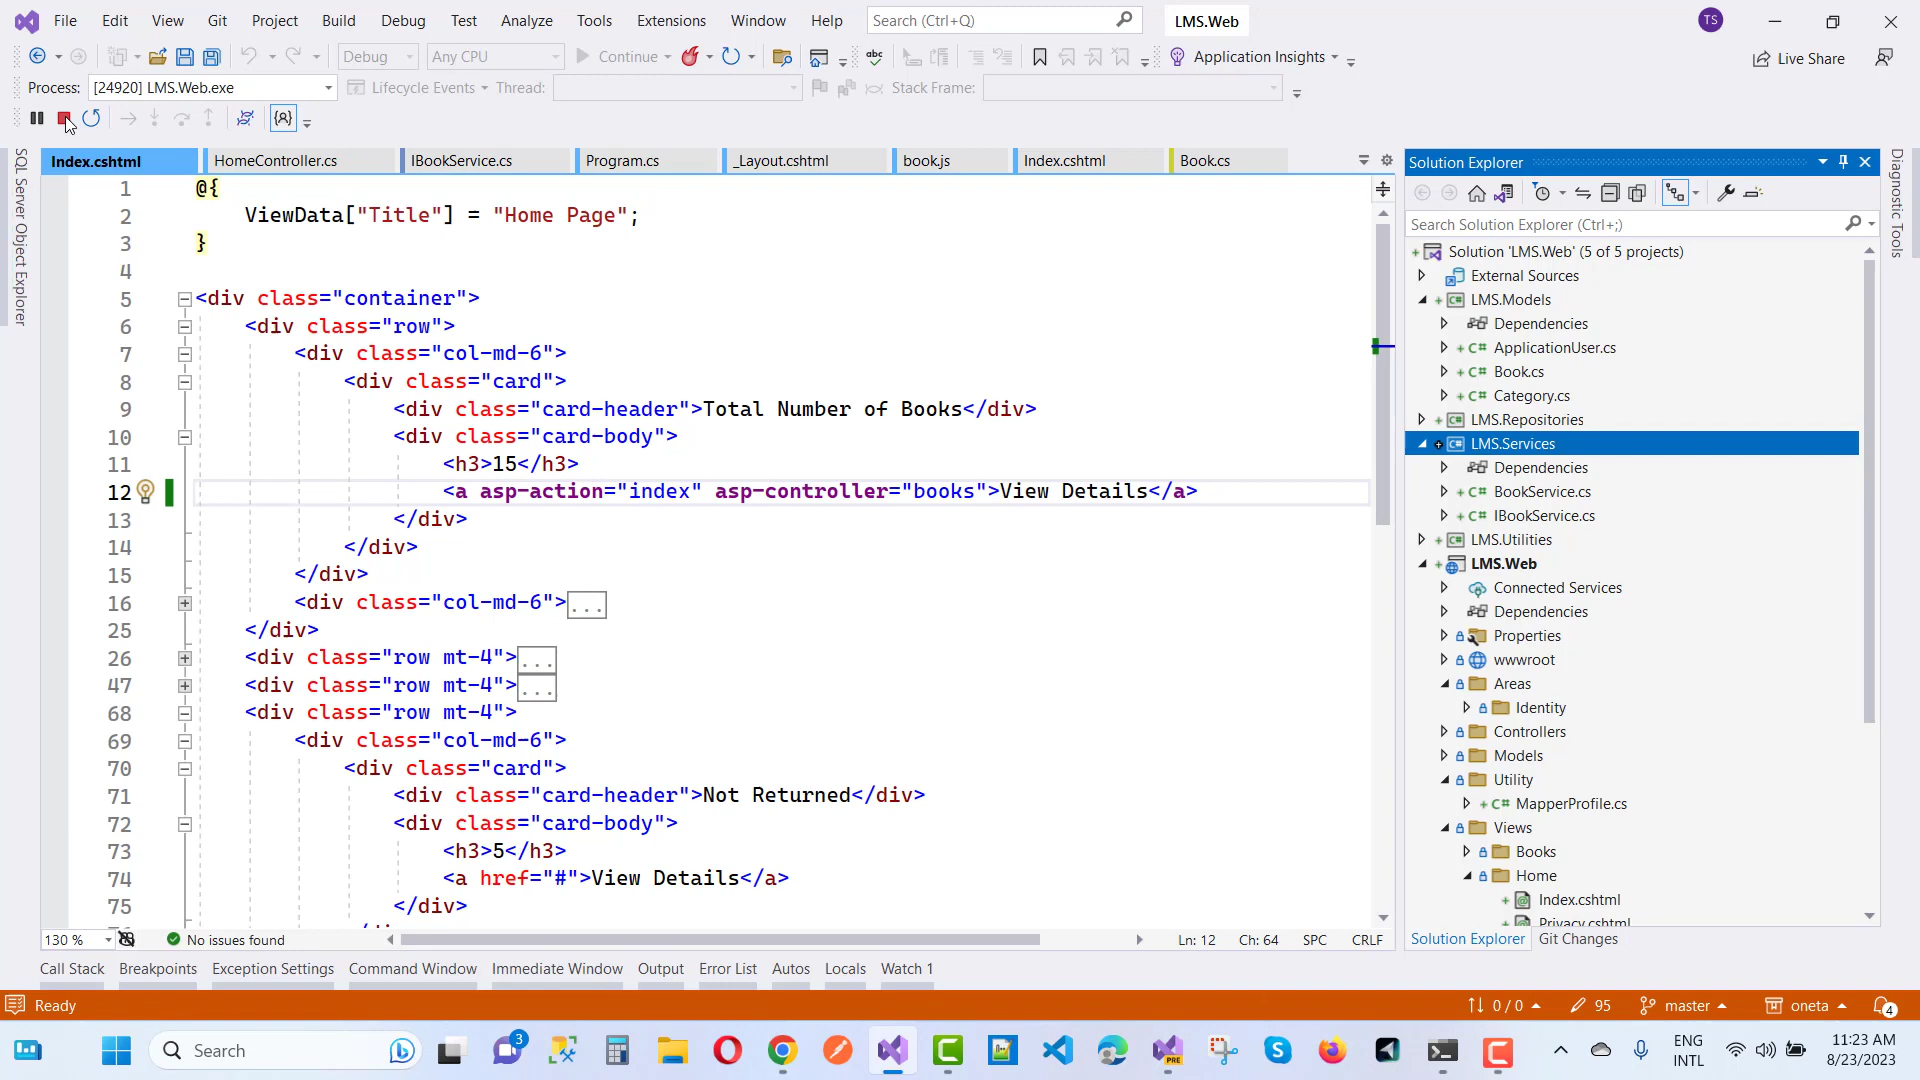 File Edit View Git Project Build Debug Test Analyze Tools Extensions Window Help Search (Ctrl+Q) LMS.Web TS
Debug Any CPU Continue abc Application Insights Live Share
Process: [24920] LMS.Web.exe Lifecycle Events Thread: Stack Frame:
Index.cshtml HomeController.cs IBookService.cs Program.cs _Layout.cshtml book.js Index.cshtml Book.cs
SQL Server Object Explorer
1 @{
2 ViewData["Title"] = "Home Page";
3 }
4
5 <div class="container">
6 <div class="row">
7 <div class="col-md-6">
8 <div class="card">
9 <div class="card-header">Total Number of Books</div>
10 <div class="card-body">
11 <h3>15</h3>
12 <a asp-action="index" asp-controller="books">View Details</a>
13 </div>
14 </div>
15 </div>
16 <div class="col-md-6">...
25 </div>
26 <div class="row mt-4">...
47 <div class="row mt-4">...
68 <div class="row mt-4">
69 <div class="col-md-6">
70 <div class="card">
71 <div class="card-header">Not Returned</div>
72 <div class="card-body">
73 <h3>5</h3>
74 <a href="#">View Details</a>
75 </div>
130 % No issues found Ln: 12 Ch: 64 SPC CRLF
Solution Explorer
Search Solution Explorer (Ctrl+;)
Solution 'LMS.Web' (5 of 5 projects)
External Sources
LMS.Models
Dependencies
C# ApplicationUser.cs
C# Book.cs
C# Category.cs
LMS.Repositories
LMS.Services
Dependencies
C# BookService.cs
C# IBookService.cs
LMS.Utilities
LMS.Web
Connected Services
Dependencies
Properties
wwwroot
Areas
Identity
Controllers
Models
Utility
C# MapperProfile.cs
Views
Books
Home
Index.cshtml
Privacy.cshtml
Solution Explorer Git Changes
Diagnostic Tools
Call Stack Breakpoints Exception Settings Command Window Immediate Window Output Error List Autos Locals Watch 1
Ready 0 / 0 95 master oneta 4
Search 3 PRE ENG INTL 11:23 AM 8/23/2023